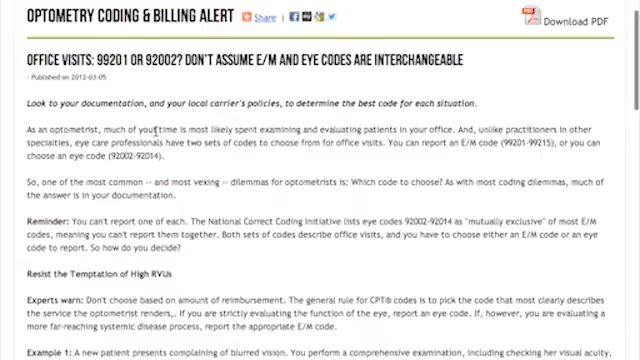 OPTOMETRY CODING & BILLING ALERT
Share
Download PDF
OFFICE VISITS: 99201 OR 92002? DON'T ASSUME E/M AND EYE CODES ARE INTERCHANGEABLE
- Published on 2012-03-05
Look to your documentation, and your local carrier's policies, to determine the best code for each situation.
As an optometrist, much of your time is most likely spent examining and evaluating patients in your office. And, unlike practitioners in other
specialties, eye care professionals have two sets of codes to choose from for office visits. You can report an E/M code (99201-99215), or you can
choose an eye code (92002-92014).
So, one of the most common -- and most vexing -- dilemmas for optometrists is: Which code to choose? As with most coding dilemmas, much of
the answer is in your documentation.
Reminder: You can't report one of each. The National Correct Coding Initiative lists eye codes 92002-92014 as "mutually exclusive" of most E/M
codes, meaning you can't report them together. Both sets of codes describe office visits, and you have to choose either an E/M code or an eye
code to report. So how do you decide?
Resist the Temptation of High RVUs
Experts warn: Don't choose based on amount of reimbursement. The general rule for CPT® codes is to pick the code that most clearly describes
the service the optometrist renders,. If you are strictly evaluating the function of the eye, report an eye code. If, however, you are evaluating a
more far-reaching systemic disease process, report the appropriate E/M code.
Example 1: A new patient presents complaining of blurred vision. You perform a comprehensive examination, including checking her visual acuity,